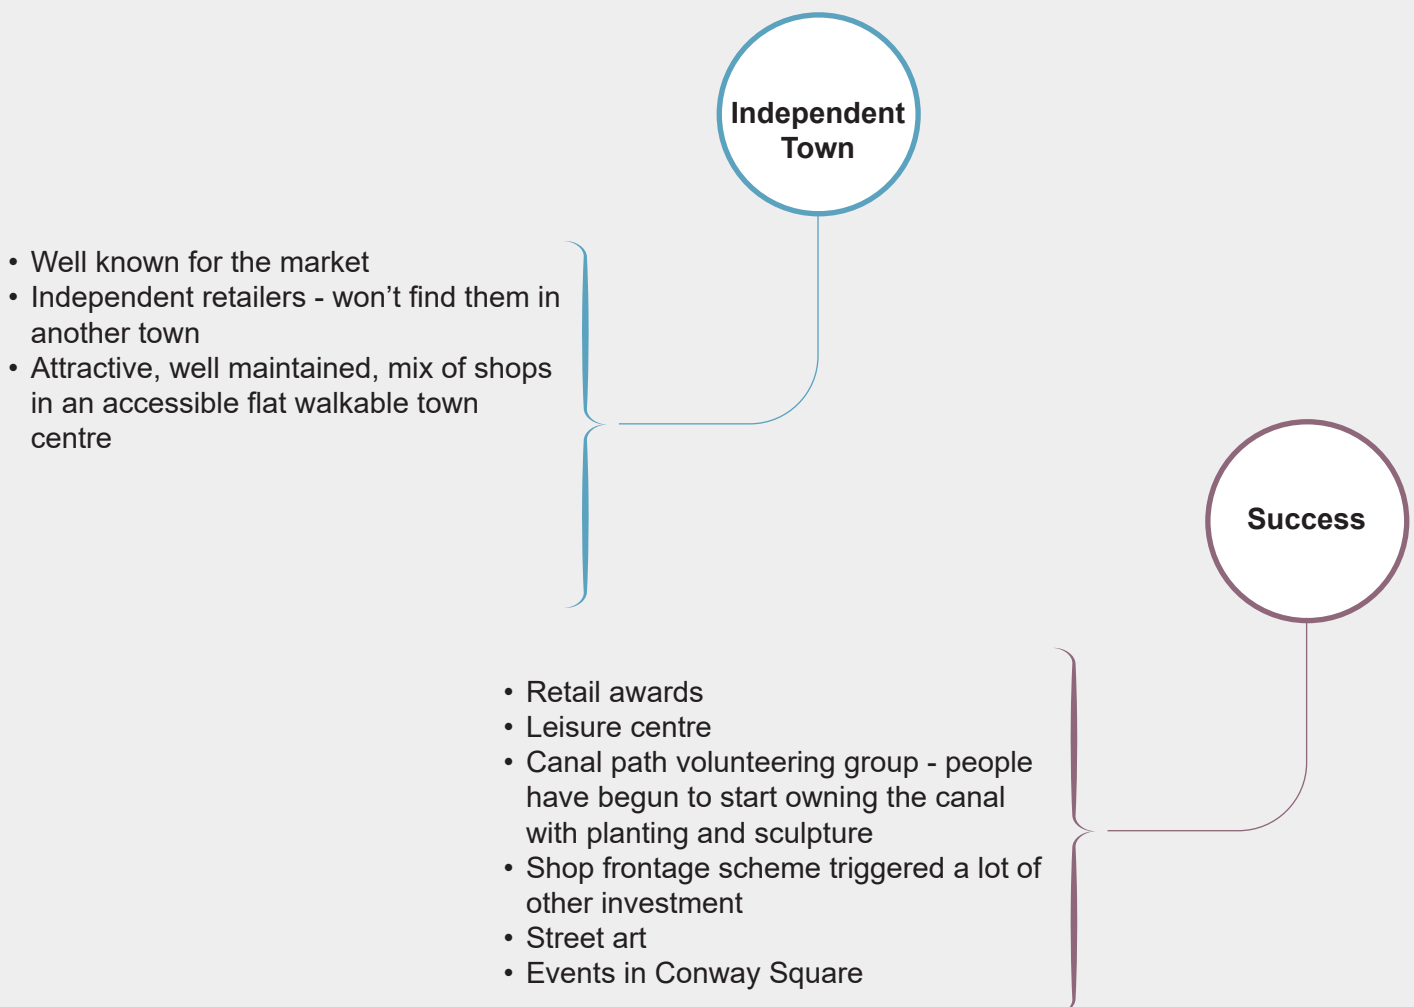 Independent
Town
• Well known for the market
• Independent retailers - won’t find them in
another town
• Attractive, well maintained, mix of shops
in an accessible flat walkable town
centre
Success
• Retail awards
• Leisure centre
• Canal path volunteering group - people
have begun to start owning the canal
with planting and sculpture
• Shop frontage scheme triggered a lot of
other investment
• Street art
• Events in Conway Square